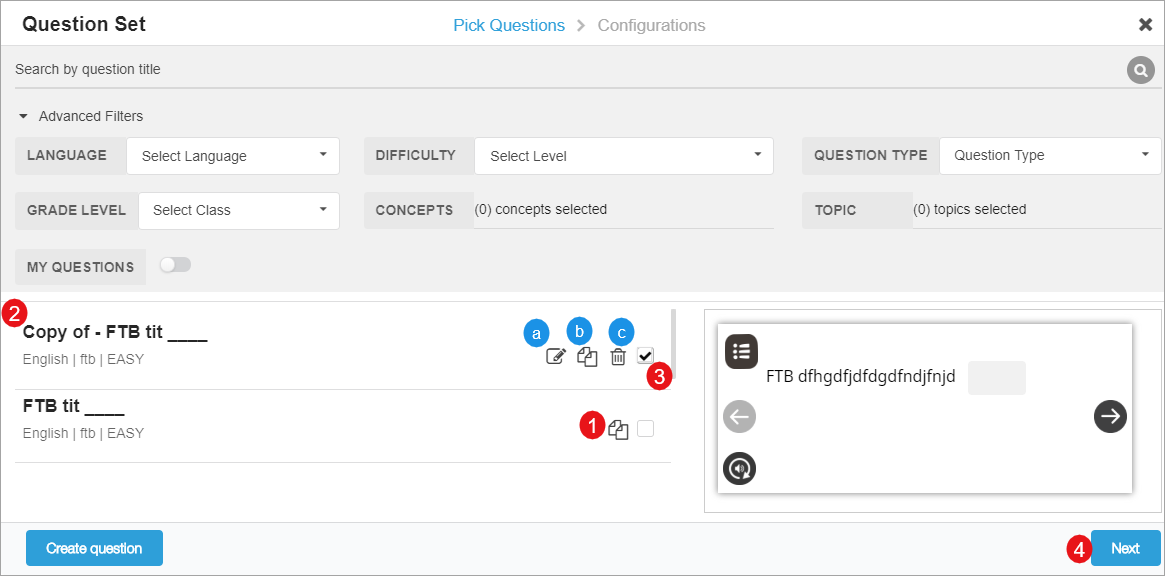 Question Set
Pick Questions > Configurations
Search by question title
Advanced Filters
LANGUAGE Select Language DIFFICULTY Select Level QUESTION TYPE Question Type
GRADE LEVEL Select Class CONCEPTS (0) concepts selected TOPIC (0) topics selected
MY QUESTIONS
2
Copy of - FTB tit ____
a b c
English | ftb | EASY
3
FTB tit ____
1
English | ftb | EASY
FTB dfhgdfjdfdgdfndjfnjd
Create question
4 Next